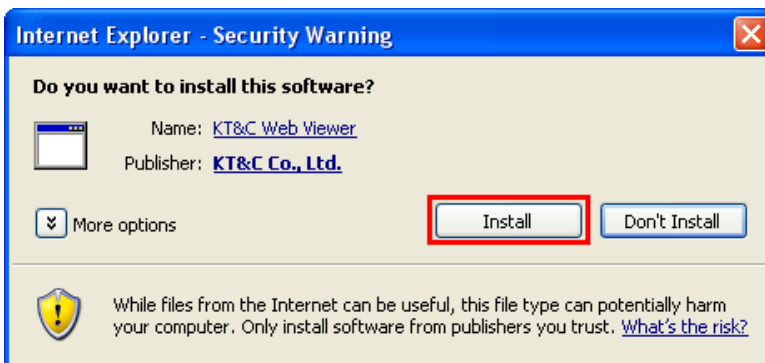 Internet Explorer - Security Warning
Do you want to install this software?
Name: KT&C Web Viewer
Publisher: KT&C Co., Ltd.
More options
Install
Don't Install
While files from the Internet can be useful, this file type can potentially harm
your computer. Only install software from publishers you trust. What's the risk?